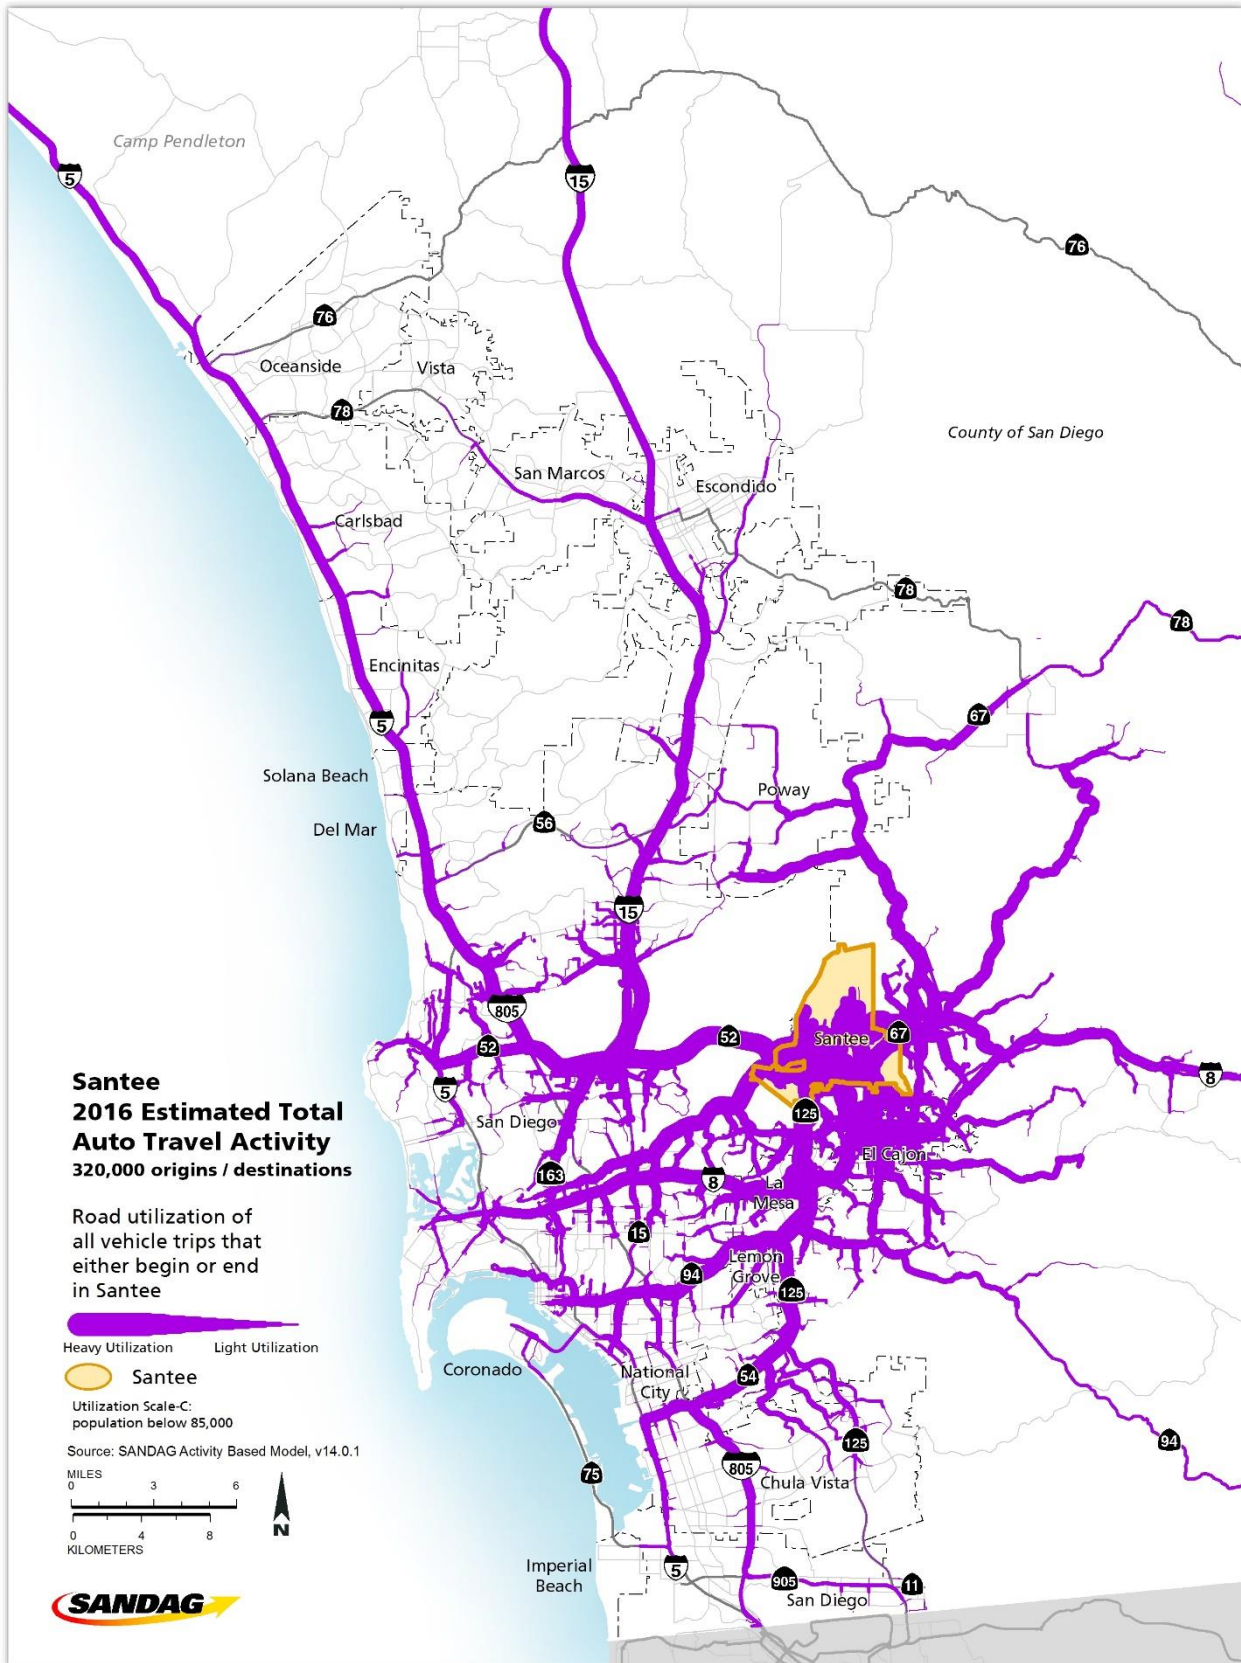 Camp Pendleton
5
15
76
76
Oceanside
Vista
78
County of San Diego
San Marcos
Escondido
Carlsbad
78
78
Encinitas
67
5
Solana Beach
Poway
Del Mar
56
15
805
52
Santee
67
52
8
5
125
San Diego
El Cajon
163
8
La
Mesa
15
Lemon
Grove
94
125
Coronado
National
City
54
125
94
805
75
Chula Vista
Imperial
Beach
5
905
11
San Diego
Santee
2016 Estimated Total
Auto Travel Activity
320,000 origins / destinations
Road utilization of
all vehicle trips that
either begin or end
in Santee
Heavy Utilization Light Utilization
Santee
Utilization Scale-C:
population below 85,000
Source: SANDAG Activity Based Model, v14.0.1
MILES
0 3 6
0 4 8
KILOMETERS
N
SANDAG